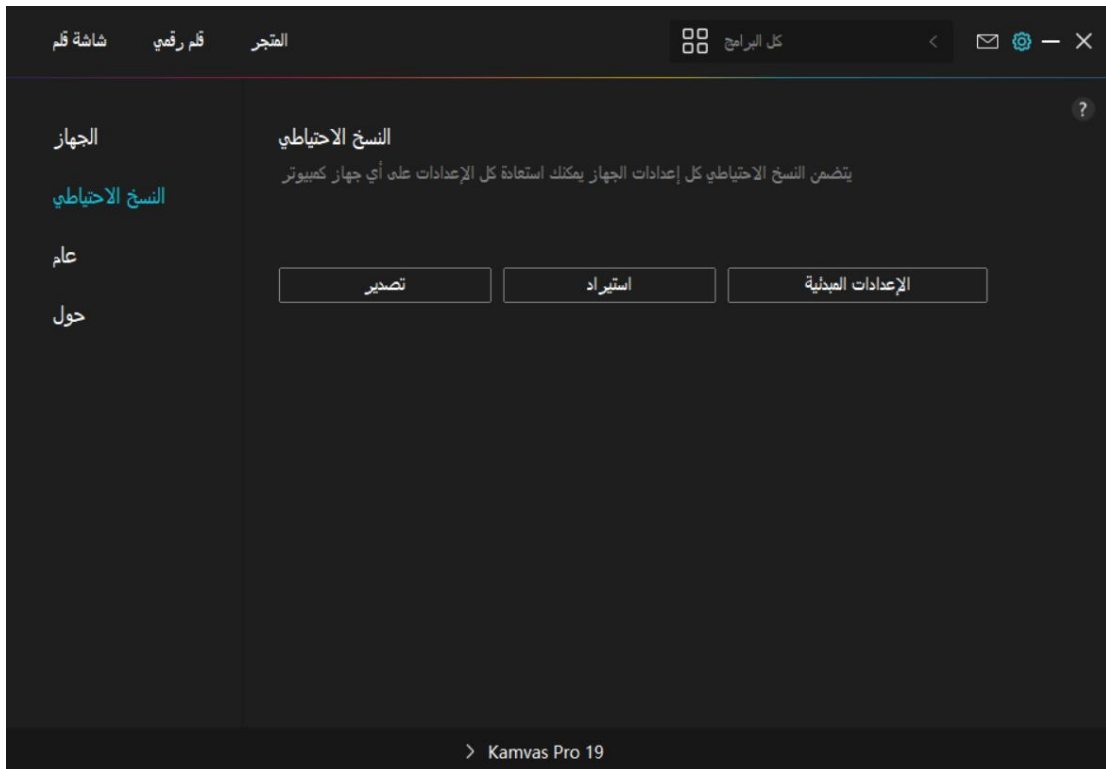 شاشة قلم
قلم رقمي
المتجر
كل البرامج
?
الجهاز
النسخ الاحتياطي
عام
حول
النسخ الاحتياطي
يتضمن النسخ الاحتياطي كل إعدادات الجهاز يمكنك استعادة كل الإعدادات على أي جهاز كمبيوتر
تصدير
استيراد
الإعدادات المبدئية
Kamvas Pro 19